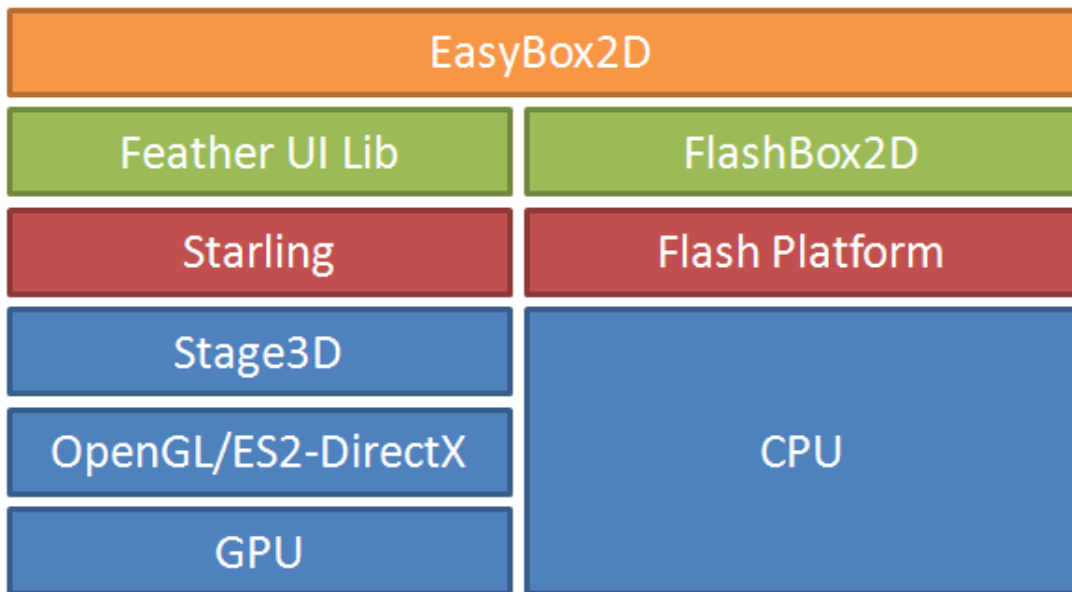 EasyBox2D
Feather UI Lib
FlashBox2D
Starling
Flash Platform
Stage3D
OpenGL/ES2-DirectX
CPU
GPU